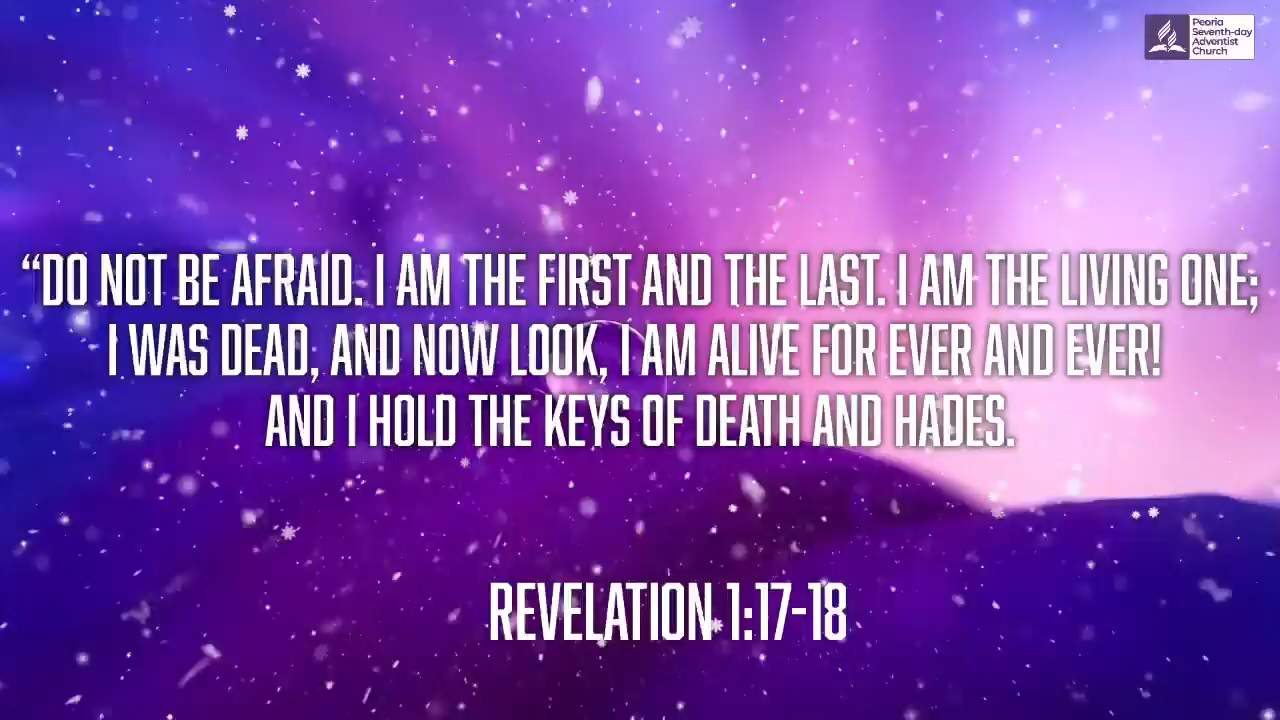 Peoria
Seventh-day
Adventist
Church
“DO NOT BE AFRAID. I AM THE FIRST AND THE LAST. I AM THE LIVING ONE;
I WAS DEAD, AND NOW LOOK, I AM ALIVE FOR EVER AND EVER!
AND I HOLD THE KEYS OF DEATH AND HADES.
REVELATION 1:17-18